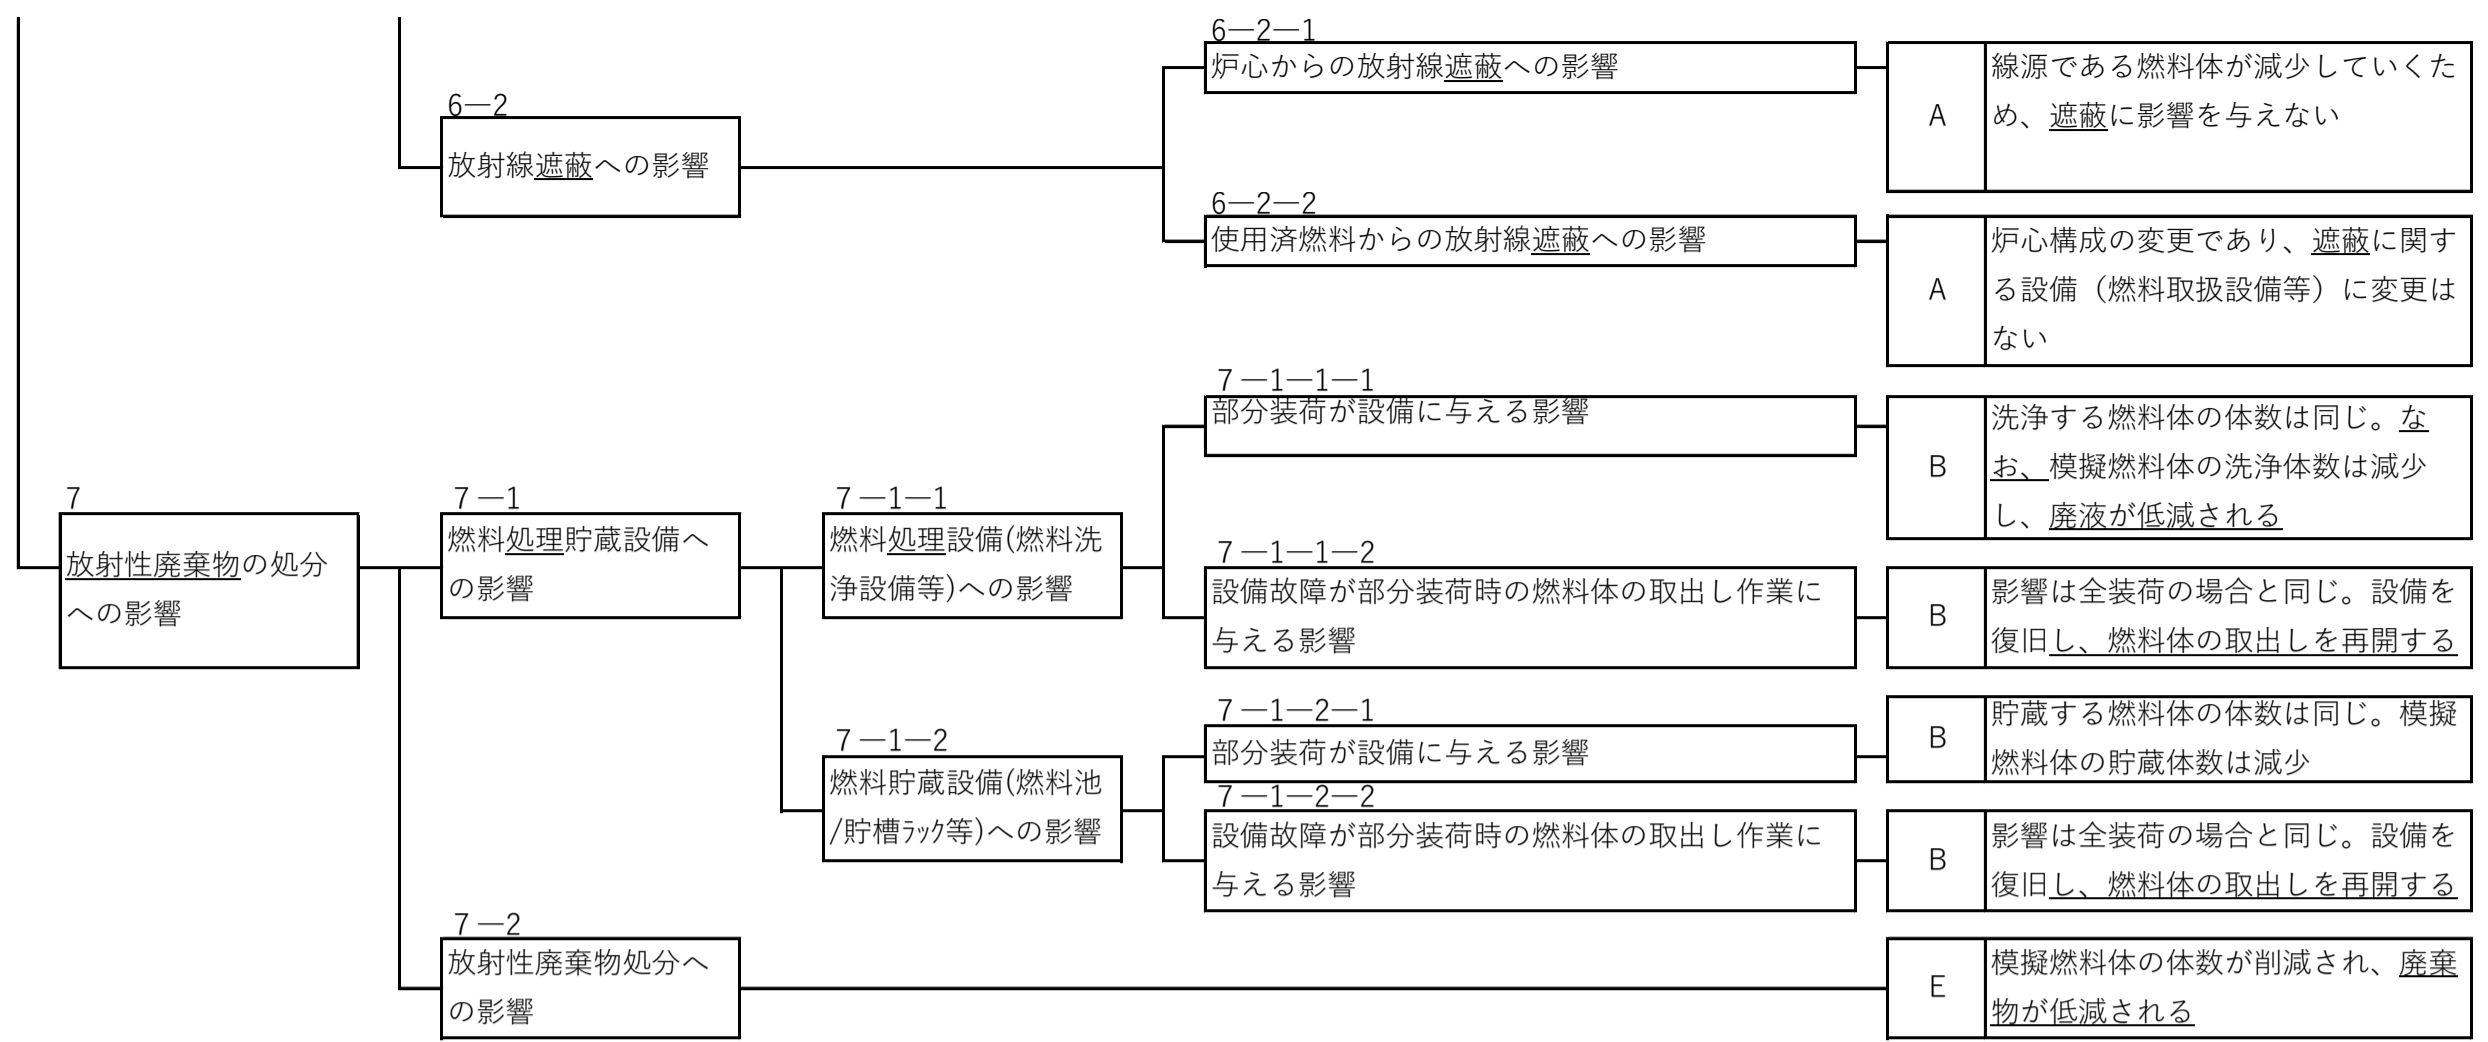 6―2―1
炉心からの放射線遮蔽への影響
A
線源である燃料体が減少していくた
め、遮蔽に影響を与えない
6―2
放射線遮蔽への影響
6―2―2
使用済燃料からの放射線遮蔽への影響
A
炉心構成の変更であり、遮蔽に関す
る設備（燃料取扱設備等）に変更は
ない
7
放射性廃棄物の処分
への影響
7―1
燃料処理貯蔵設備へ
の影響
7―1―1
燃料処理設備(燃料洗
浄設備等)への影響
7―1―1―1
部分装荷が設備に与える影響
B
洗浄する燃料体の体数は同じ。な
お、模擬燃料体の洗浄体数は減少
し、廃液が低減される
7―1―1―2
設備故障が部分装荷時の燃料体の取出し作業に
与える影響
B
影響は全装荷の場合と同じ。設備を
復旧し、燃料体の取出しを再開する
7―1―2
燃料貯蔵設備(燃料池
/貯槽ﾗｯｸ等)への影響
7―1―2―1
部分装荷が設備に与える影響
B
貯蔵する燃料体の体数は同じ。模擬
燃料体の貯蔵体数は減少
7―1―2―2
設備故障が部分装荷時の燃料体の取出し作業に
与える影響
B
影響は全装荷の場合と同じ。設備を
復旧し、燃料体の取出しを再開する
7―2
放射性廃棄物処分へ
の影響
E
模擬燃料体の体数が削減され、廃棄
物が低減される